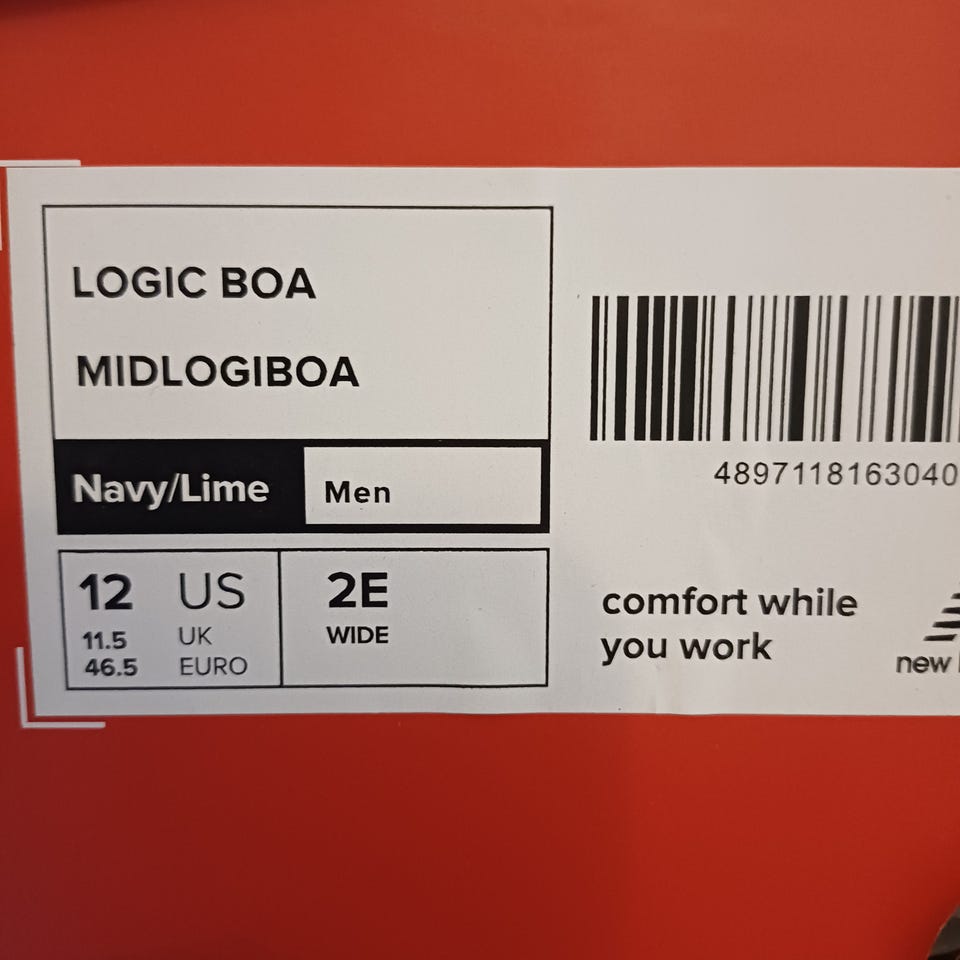 LOGIC BOA
MIDLOGIBOA
Navy/Lime Men
12 US
11.5 UK
46.5 EURO
2E
WIDE
4897118163040
comfort while
you work
new